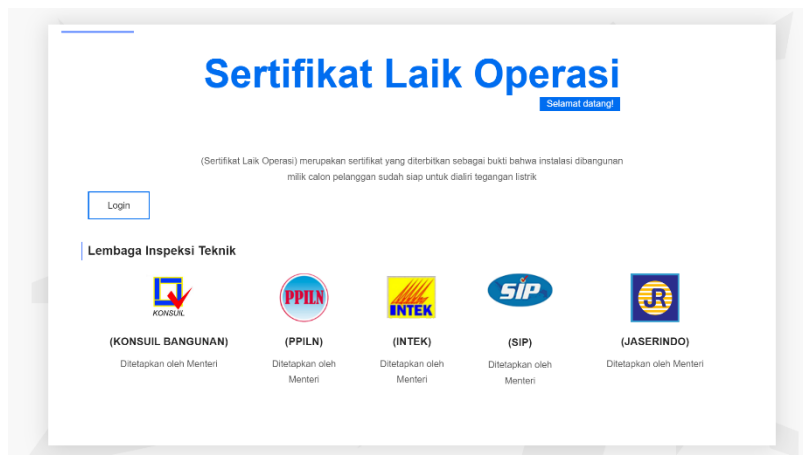 Sertifikat Laik Operasi
Selamat datang!
(Sertifikat Laik Operasi) merupakan sertifikat yang diterbitkan sebagai bukti bahwa instalasi dibangunan
milik calon pelanggan sudah siap untuk dialiri tegangan listrik
Login
Lembaga Inspeksi Teknik
KONSUIL
PPILN
INTEK
SIP
JR
(KONSUIL BANGUNAN)
(PPILN)
(INTEK)
(SIP)
(JASERINDO)
Ditetapkan oleh Menteri
Ditetapkan oleh
Menteri
Ditetapkan oleh
Menteri
Ditetapkan oleh
Menteri
Ditetapkan oleh Menteri